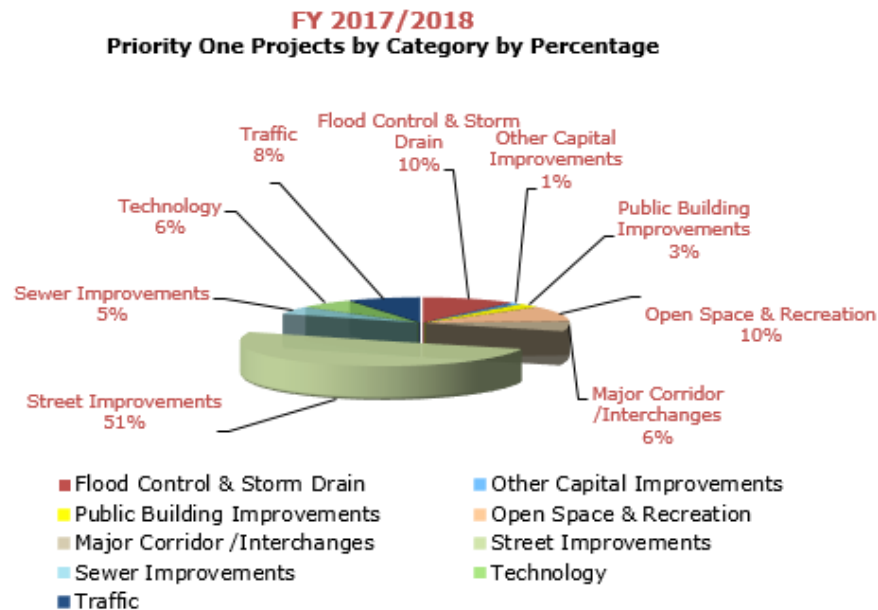 FY 2017/2018
Priority One Projects by Category by Percentage
Traffic
8%
Flood Control & Storm
Drain
10%
Other Capital
Improvements
1%
Technology
6%
Public Building
Improvements
3%
Sewer Improvements
5%
Open Space & Recreation
10%
Street Improvements
51%
Major Corridor
/Interchanges
6%
Flood Control & Storm Drain
Other Capital Improvements
Public Building Improvements
Open Space & Recreation
Major Corridor /Interchanges
Street Improvements
Sewer Improvements
Technology
Traffic